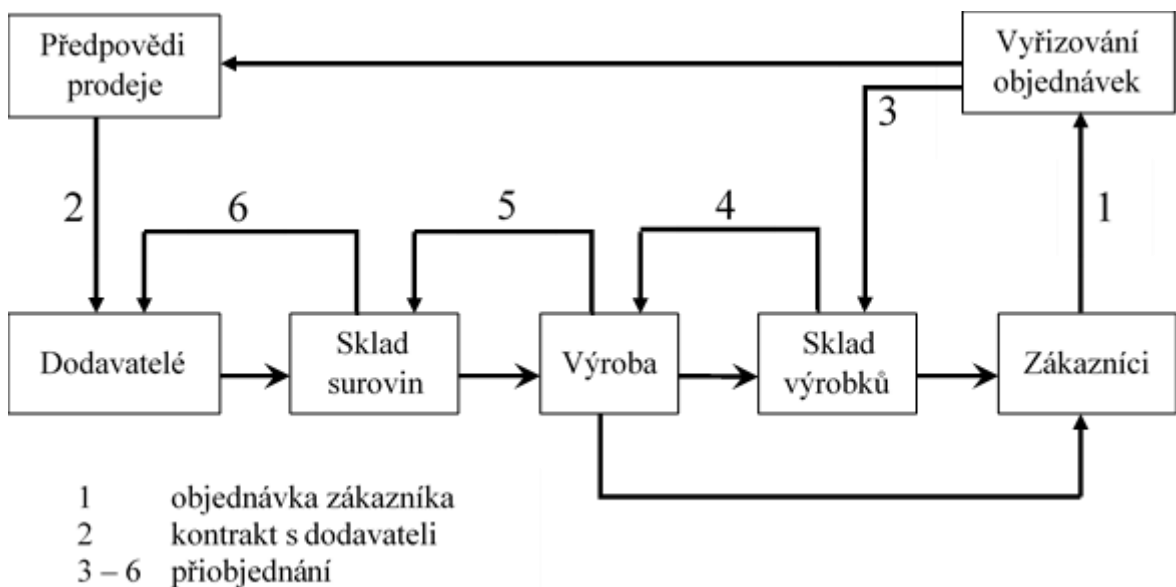 Předpovědi
prodeje
Vyřizování
objednávek
3
2
6
5
4
1
Dodavatelé
Sklad
surovin
Výroba
Sklad
výrobků
Zákazníci
1 objednávka zákazníka
2 kontrakt s dodavateli
3 – 6 přiobjednání